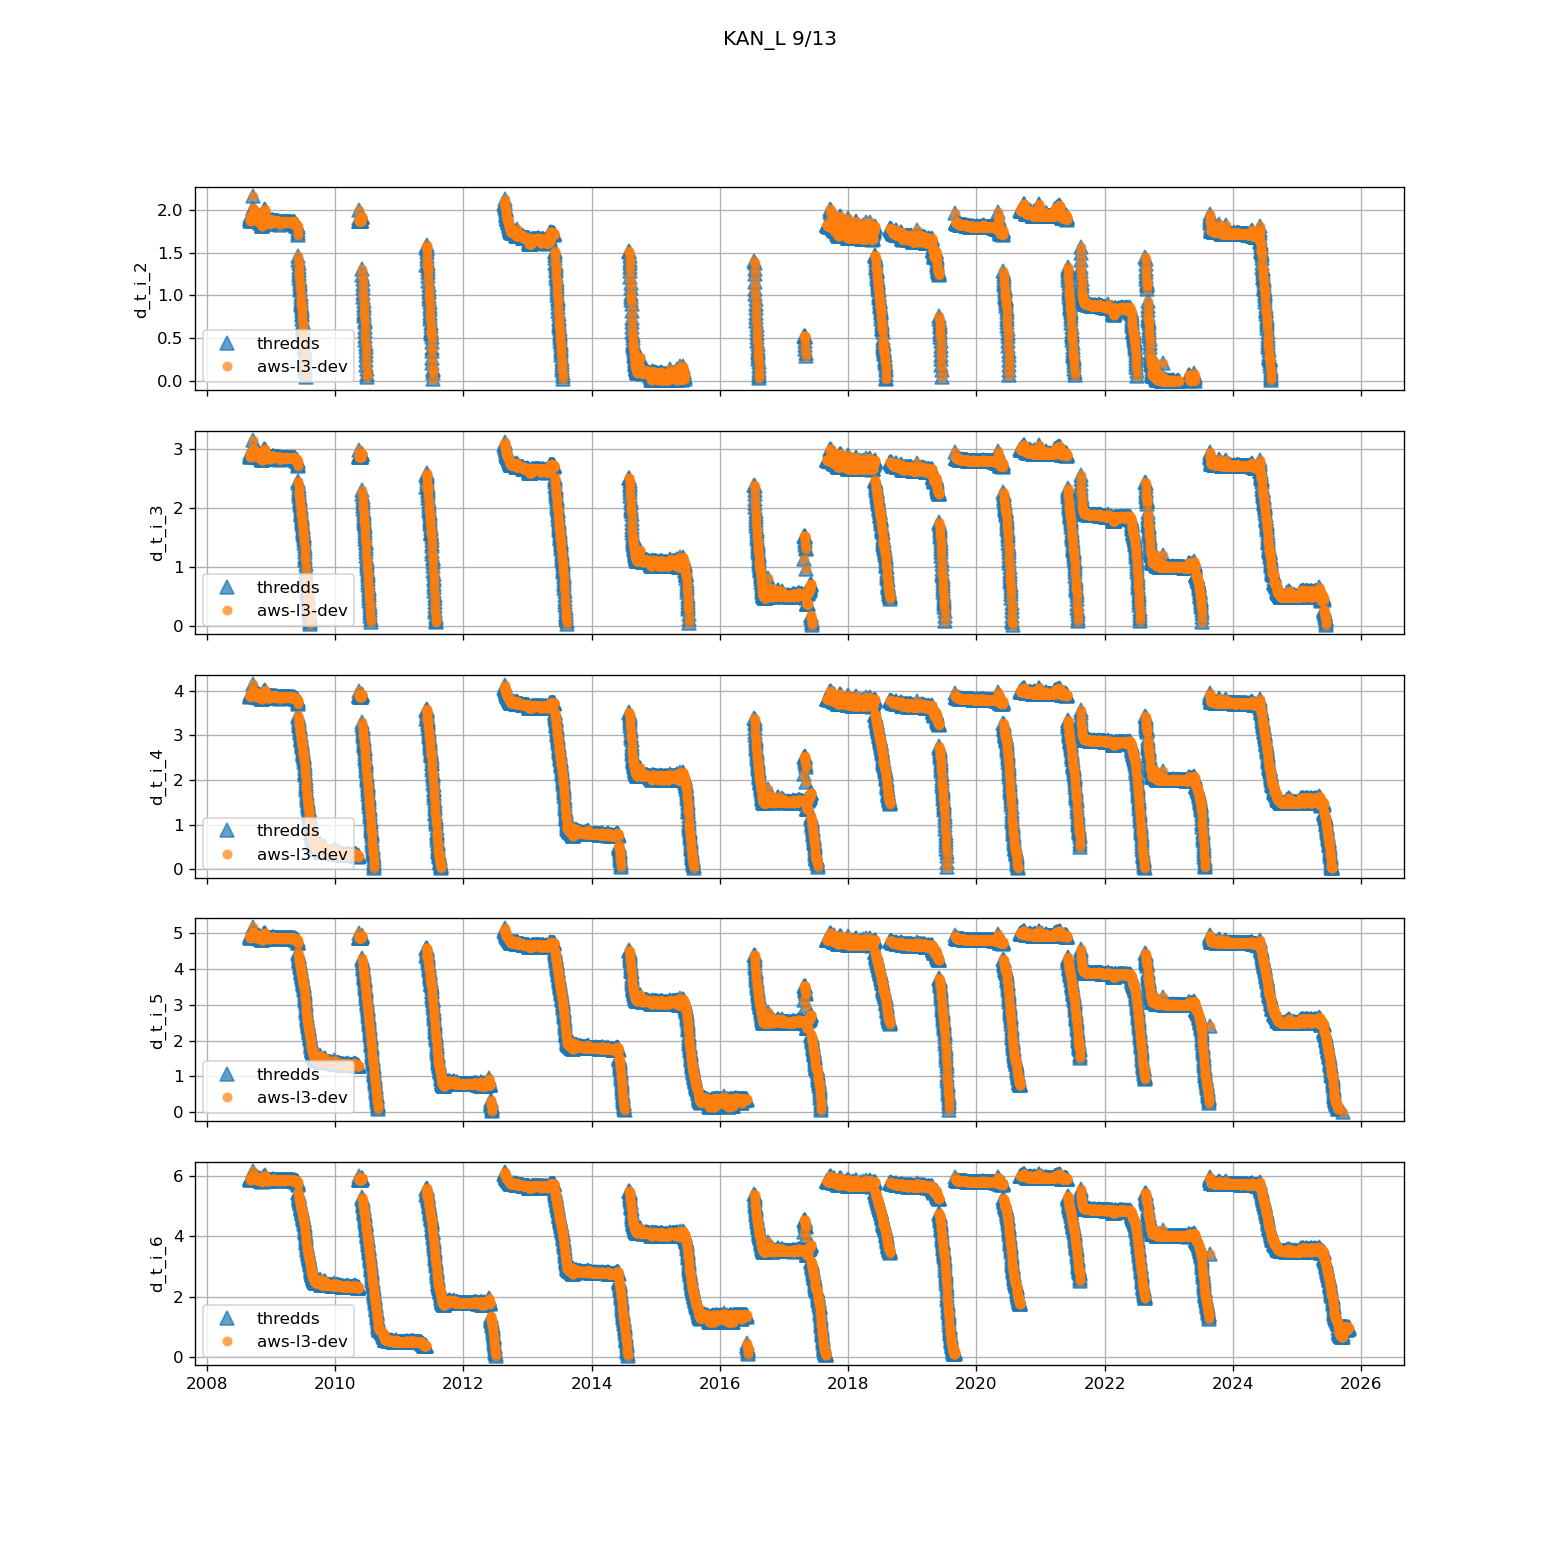 KAN_L 9/13
2.0
1.5
1.0
0.5
0.0
d_t_i_2
thredds
aws-l3-dev
3
2
1
0
d_t_i_3
thredds
aws-l3-dev
4
3
2
1
0
d_t_i_4
thredds
aws-l3-dev
5
4
3
2
1
0
d_t_i_5
thredds
aws-l3-dev
6
4
2
0
d_t_i_6
thredds
aws-l3-dev
2008 2010 2012 2014 2016 2018 2020 2022 2024 2026